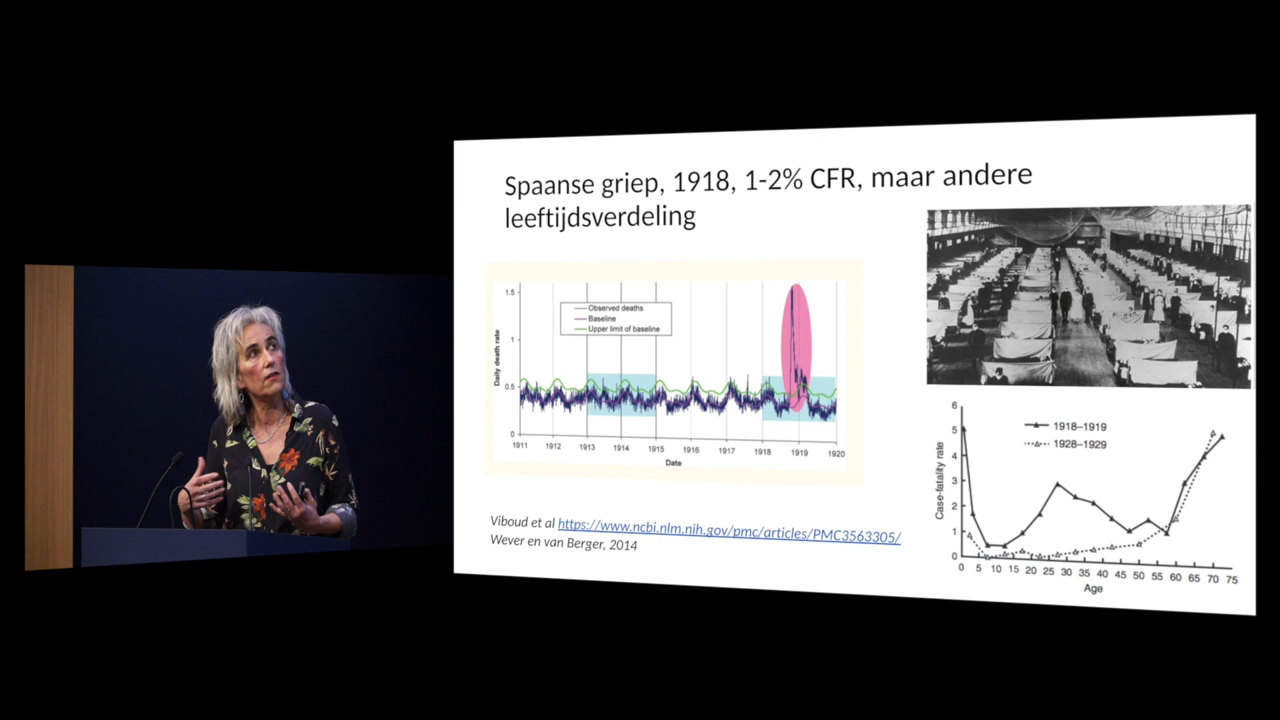 Spaanse griep, 1918, 1-2% CFR, maar andere
leeftijdsverdeling
1.5
1
0.5
0
Daily death rate
Observed deaths
Baseline
Upper limit of baseline
1911 1912 1913 1914 1915 1916 1917 1918 1919 1920
Date
Viboud et al https://www.ncbi.nlm.nih.gov/pmc/articles/PMC3563305/
Wever en van Berger, 2014
6
5
4
3
2
1
0
Case-fatality rate
1918–1919
1928–1929
0 5 10 15 20 25 30 35 40 45 50 55 60 65 70 75
Age